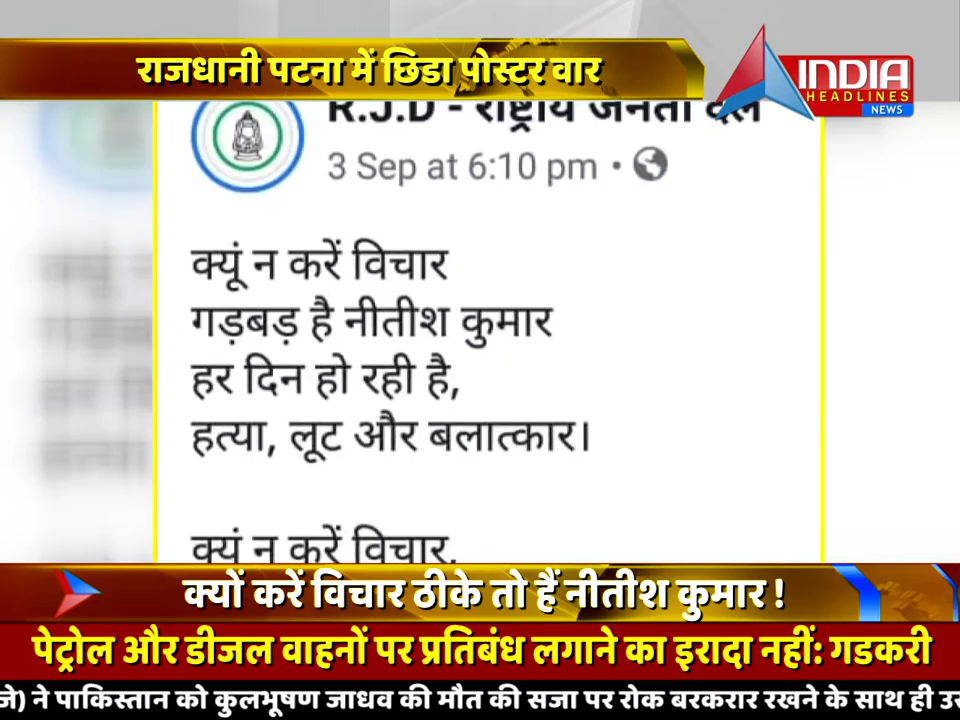 राजधानी पटना में छिडा पोस्टर वार
INDIA
HEADLINES
NEWS
R.J.D - राष्ट्रीय जनता दल
3 Sep at 6:10 pm •
क्यूं न करें विचार
गड़बड़ है नीतीश कुमार
हर दिन हो रही है,
हत्या, लूट और बलात्कार।
क्यूं न करें विचार,
क्यों करें विचार ठीके तो हैं नीतीश कुमार !
पेट्रोल और डीजल वाहनों पर प्रतिबंध लगाने का इरादा नहीं: गडकरी
जे) ने पाकिस्तान को कुलभूषण जाधव की मौत की सजा पर रोक बरकरार रखने के साथ ही